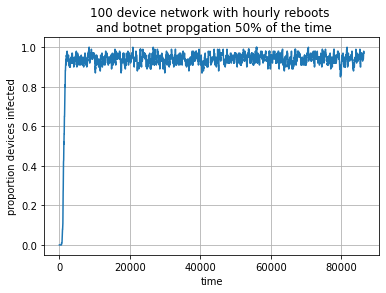 100 device network with hourly reboots
and botnet propgation 50% of the time
1.0
0.8
0.6
0.4
0.2
0.0
proportion devices infected
0 20000 40000 60000 80000
time